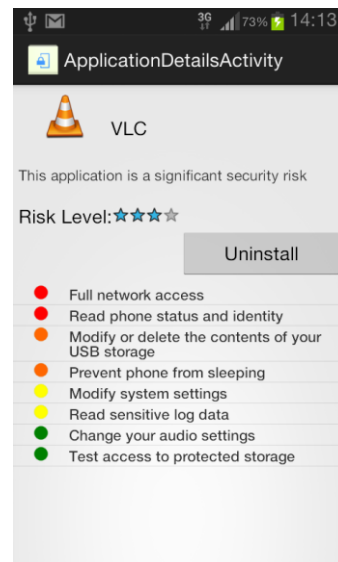 3G 73% 14:13
ApplicationDetailsActivity
VLC
This application is a significant security risk
Risk Level:
Uninstall
Full network access
Read phone status and identity
Modify or delete the contents of your
USB storage
Prevent phone from sleeping
Modify system settings
Read sensitive log data
Change your audio settings
Test access to protected storage